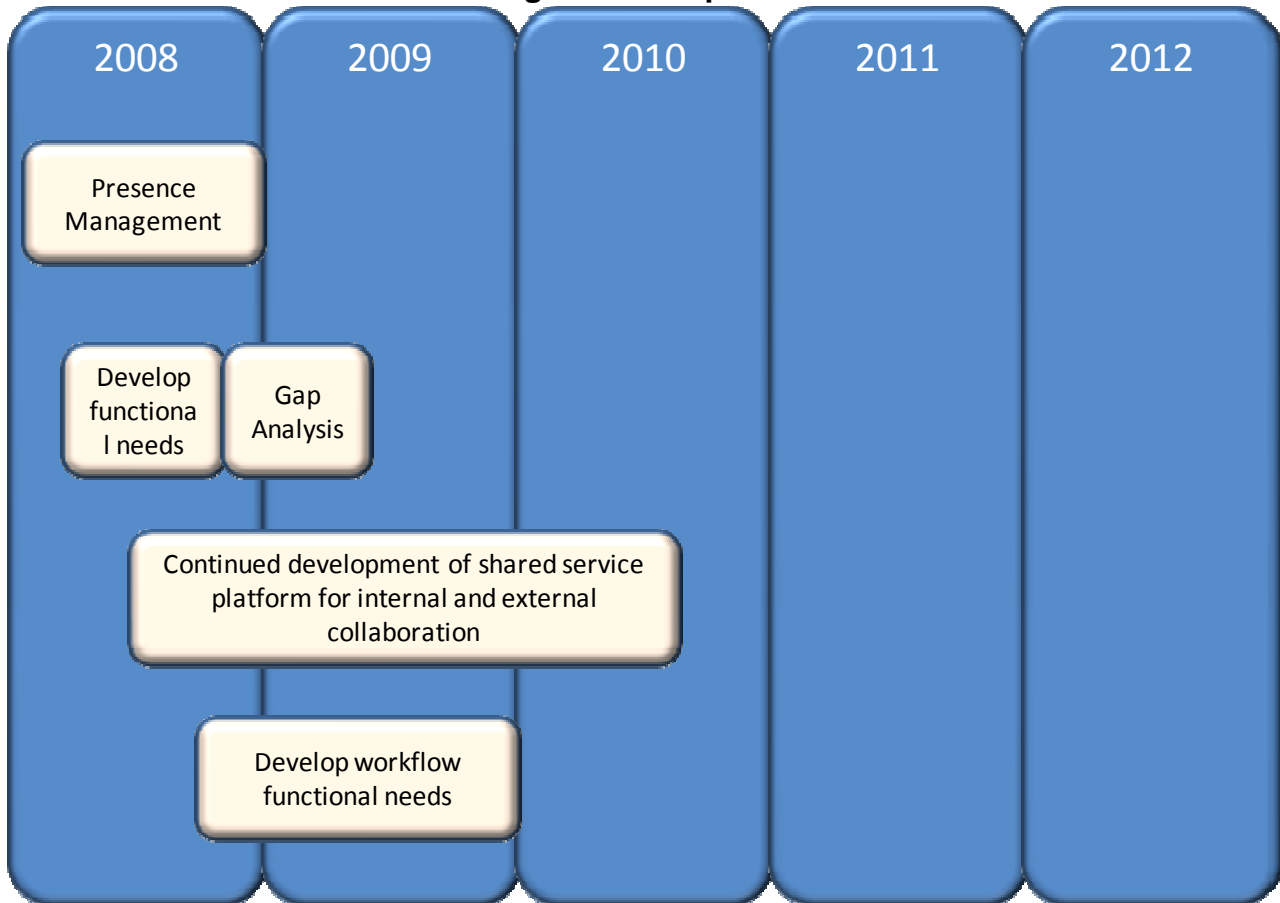 2008 2009 2010 2011 2012
Presence
Management
Develop
functiona
l needs
Gap
Analysis
Continued development of shared service
platform for internal and external
collaboration
Develop workflow
functional needs